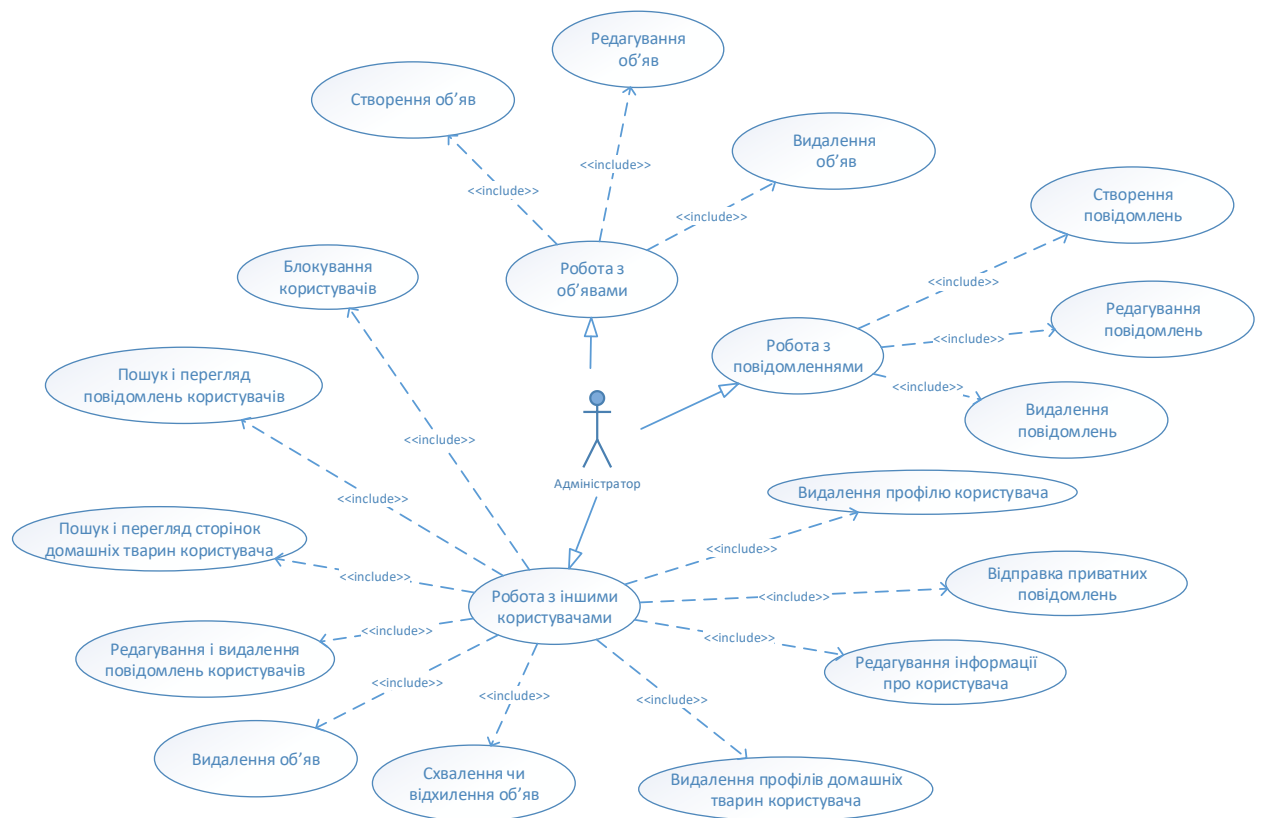 Редагування
об’яв
Створення об’яв
Видалення
об’яв
<<include>>
<<include>>
<<include>>
Створення
повідомлень
Робота з
об’явами
Блокування
користувачів
<<include>>
Редагування
повідомлень
<<include>>
Робота з
повідомленнями
<<include>>
Пошук і перегляд
повідомлень користувачів
Видалення
повідомлень
<<include>>
Адміністратор
Видалення профілю користувача
<<include>>
Пошук і перегляд сторінок
домашніх тварин користувача
<<include>>
<<include>>
Відправка приватних
повідомлень
<<include>>
Робота з іншими
користувачами
<<include>>
<<include>>
Редагування і видалення
повідомлень користувачів
Редагування інформації
про користувача
<<include>>
<<include>>
<<include>>
<<include>>
Видалення об’яв
Схвалення чи
відхилення об’яв
Видалення профілів домашніх
тварин користувача